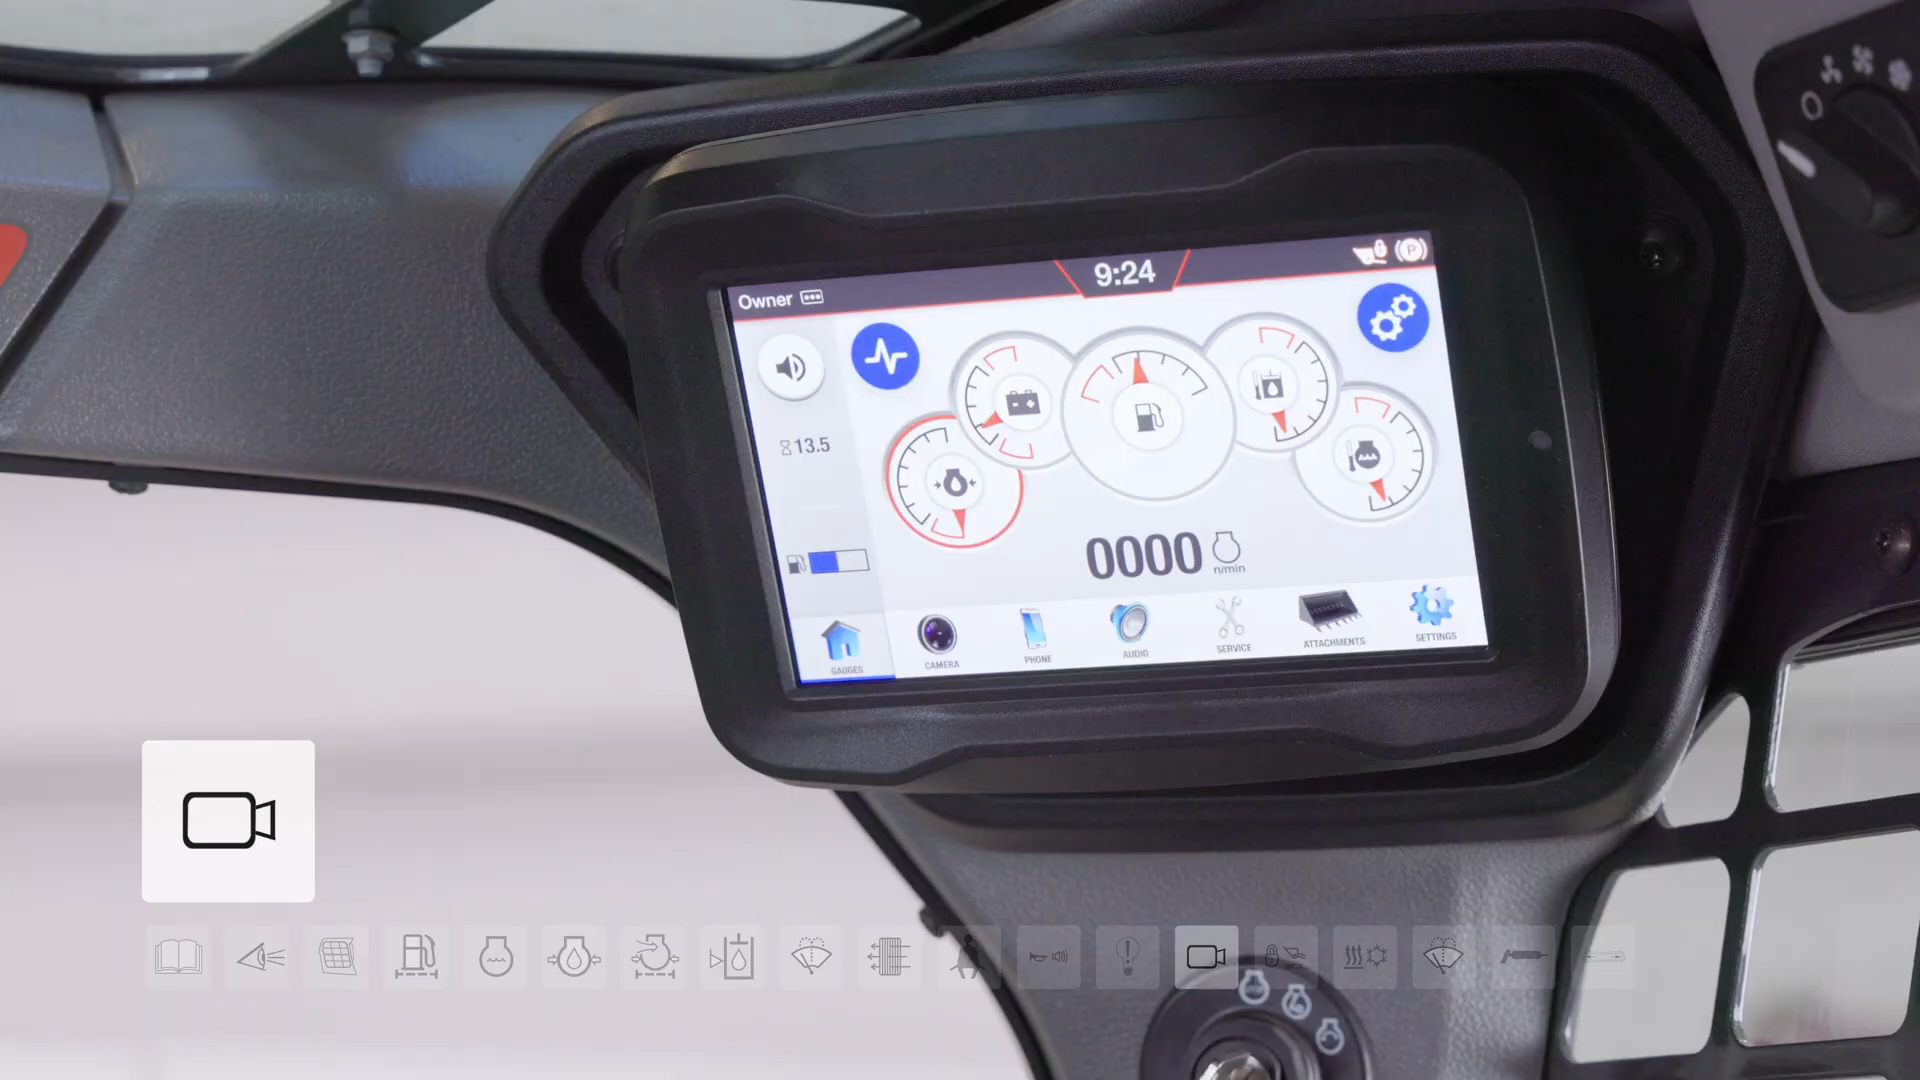 9:24
Owner
13.5
0000
n/min
GAUGES
CAMERA
PHONE
AUDIO
SERVICE
ATTACHMENTS
SETTINGS